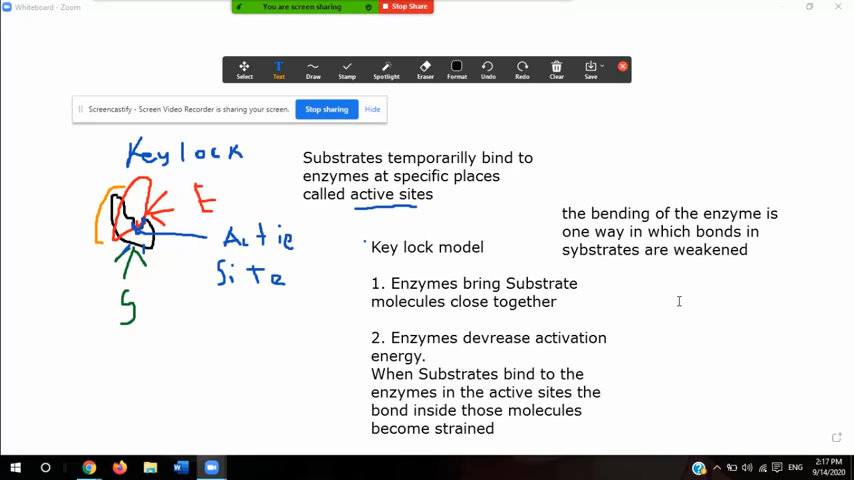 Whiteboard - Zoom
You are screen sharing
Stop Share
Select
Text
Draw
Stamp
Spotlight
Eraser
Format
Undo
Redo
Clear
Save
Screencastify - Screen Video Recorder is sharing your screen.
Stop sharing
Hide
Key lock
E
Actie
Site
S
Substrates temporarilly bind to
enzymes at specific places
called active sites
Key lock model
1. Enzymes bring Substrate
molecules close together
2. Enzymes devrease activation
energy.
When Substrates bind to the
enzymes in the active sites the
bond inside those molecules
become strained
the bending of the enzyme is
one way in which bonds in
sybstrates are weakened
ENG
2:17 PM
9/14/2020